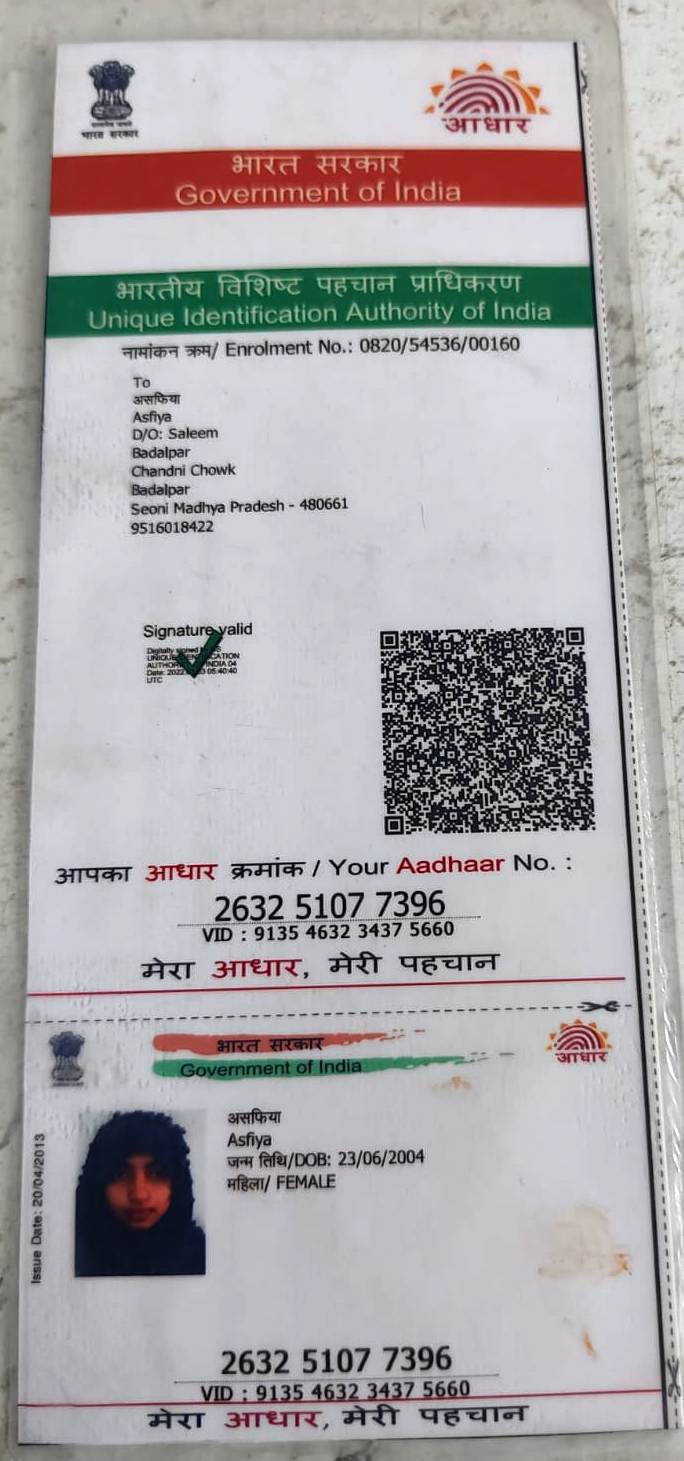 भारत सरकार
आधार
भारत सरकार
Government of India
भारतीय विशिष्ट पहचान प्राधिकरण
Unique Identification Authority of India
नामांकन क्रम/ Enrolment No.: 0820/54536/00160
To
असफिया
Asfiya
D/O: Saleem
Badalpar
Chandni Chowk
Badalpar
Seoni Madhya Pradesh - 480661
9516018422
Signature valid
Digitally signed
UTC
आपका आधार क्रमांक / Your Aadhaar No. :
2632 5107 7396
VID : 9135 4632 3437 5660
मेरा आधार, मेरी पहचान
भारत सरकार
Government of India
आधार
Issue Date: 20/04/2013
असफिया
Asfiya
जन्म तिथि/DOB: 23/06/2004
महिला/ FEMALE
2632 5107 7396
VID : 9135 4632 3437 5660
मेरा आधार, मेरी पहचान